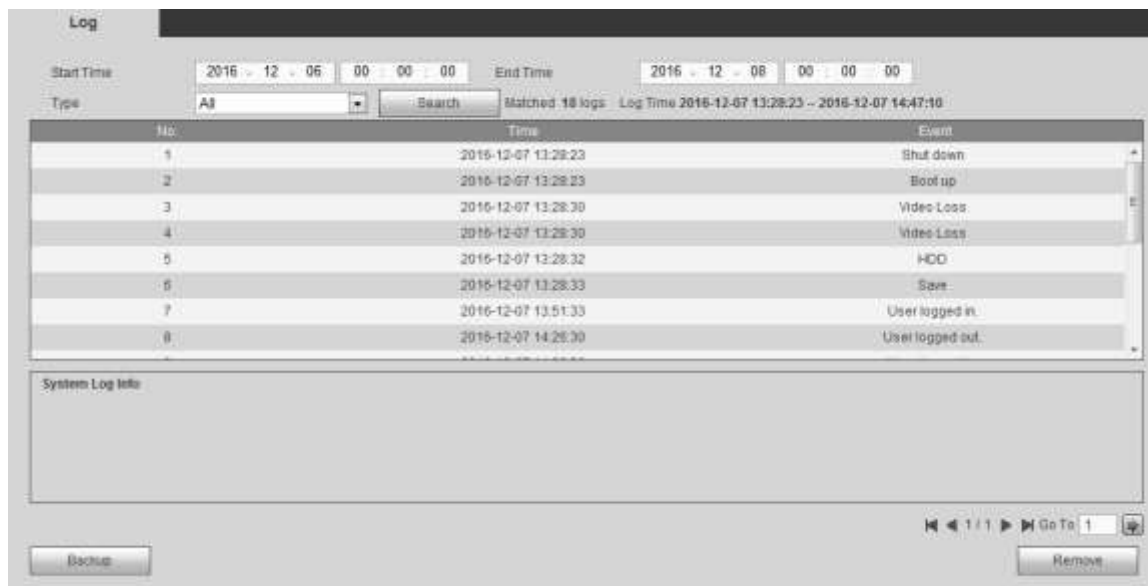 Log
Start Time 2016 - 12 - 06 00 : 00 : 00 End Time 2016 - 12 - 08 00 : 00 : 00
Type All Search Matched 18 logs Log Time 2016-12-07 13:28:23 -- 2016-12-07 14:47:10
No. Time Event
1 2016-12-07 13:28:23 Shut down
2 2016-12-07 13:28:23 Boot up
3 2016-12-07 13:28:30 Video Loss
4 2016-12-07 13:28:30 Video Loss
5 2016-12-07 13:28:32 HDD
6 2016-12-07 13:28:33 Save
7 2016-12-07 13:51:33 User logged in.
8 2016-12-07 14:26:30 User logged out.
System Log Info
1 / 1 Go To 1
Backup Remove